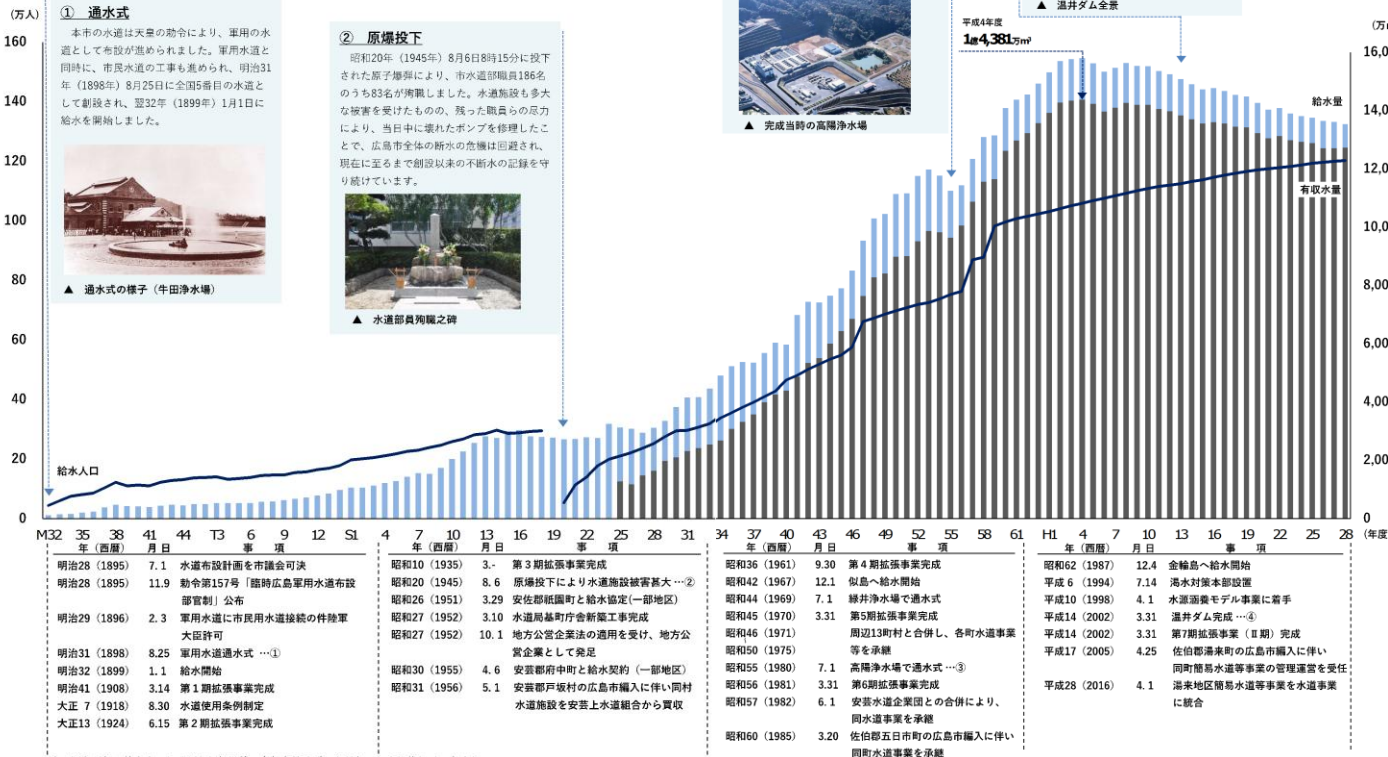 (万人)
① 通水式
本市の水道は天皇の勅令により、軍用の水
道として布設が進められました。軍用水道と
同時に、市民水道の工事も進められ、明治31
年（1898年）8月25日に全国5番目の水道と
して創設され、翌32年（1899年）1月1日に
給水を開始しました。
▲ 通水式の様子（牛田浄水場）
② 原爆投下
昭和20年（1945年）8月6日8時15分に投下
された原子爆弾により、市水道部職員186名
のうち83名が殉職しました。水道施設も多大
な被害を受けたものの、残った職員らの尽力
により、当日中に壊れたポンプを修理したこ
とで、広島市全体の断水の危機は回避され、
現在に至るまで創設以来の不断水の記録を守
り続けています。
▲ 水道部員殉職之碑
▲ 完成当時の高陽浄水場
▲ 温井ダム全景
平成4年度
1億4,381万㎥
給水量
有収水量
給水人口
160
140
120
100
80
60
40
20
0
16,0
14,0
12,0
10,0
8,00
6,00
4,00
2,00
0
(年度
M32 35 38 41 44 T3 6 9 12 S1 4 7 10 13 16 19 22 25 28 31 34 37 40 43 46 49 52 55 58 61 H1 4 7 10 13 16 19 22 25 28
年（西暦） 月 日 事 項
明治28（1895） 7. 1 水道布設計画を市議会可決
明治28（1895） 11.9 勅令第157号「臨時広島軍用水道布設
部官制」公布
明治29（1896） 2. 3 軍用水道に市民用水道接続の件陸軍
大臣許可
明治31（1898） 8.25 軍用水道通水式 …①
明治32（1899） 1. 1 給水開始
明治41（1908） 3.14 第１期拡張事業完成
大正 7（1918） 8.30 水道使用条例制定
大正13（1924） 6.15 第２期拡張事業完成
年（西暦） 月 日 事 項
昭和10（1935） 3.- 第３期拡張事業完成
昭和20（1945） 8. 6 原爆投下により水道施設被害甚大 …②
昭和26（1951） 3.29 安佐郡祇園町と給水協定(一部地区)
昭和27（1952） 3.10 水道局基町庁舎新築工事完成
昭和27（1952） 10. 1 地方公営企業法の適用を受け、地方公
営企業として発足
昭和30（1955） 4. 6 安芸郡府中町と給水契約（一部地区）
昭和31（1956） 5. 1 安芸郡戸坂村の広島市編入に伴い同村
水道施設を安芸上水道組合から買収
年（西暦） 月 日 事 項
昭和36（1961） 9.30 第４期拡張事業完成
昭和42（1967） 12.1 似島へ給水開始
昭和44（1969） 7. 1 緑井浄水場で通水式
昭和45（1970） 3.31 第5期拡張事業完成
昭和46（1971） 周辺13町村と合併し、各町水道事業
昭和50（1975） 等を承継
昭和55（1980） 7. 1 高陽浄水場で通水式…③
昭和56（1981） 3.31 第6期拡張事業完成
昭和57（1982） 6. 1 安芸水道企業団との合併により、
同水道事業を承継
昭和60（1985） 3.20 佐伯郡五日市町の広島市編入に伴い
同町水道事業を承継
年（西暦） 月 日 事 項
昭和62（1987） 12.4 金輪島へ給水開始
平成 6（1994） 7.14 渇水対策本部設置
平成10（1998） 4. 1 水源涵養モデル事業に着手
平成14（2002） 3.31 温井ダム完成 …④
平成14（2002） 3.31 第7期拡張事業（Ⅱ期）完成
平成17（2005） 4.25 佐伯郡湯来町の広島市編入に伴い
同町簡易水道等事業の管理運営を受任
平成28（2016） 4. 1 湯来地区簡易水道等事業を水道事業
に統合